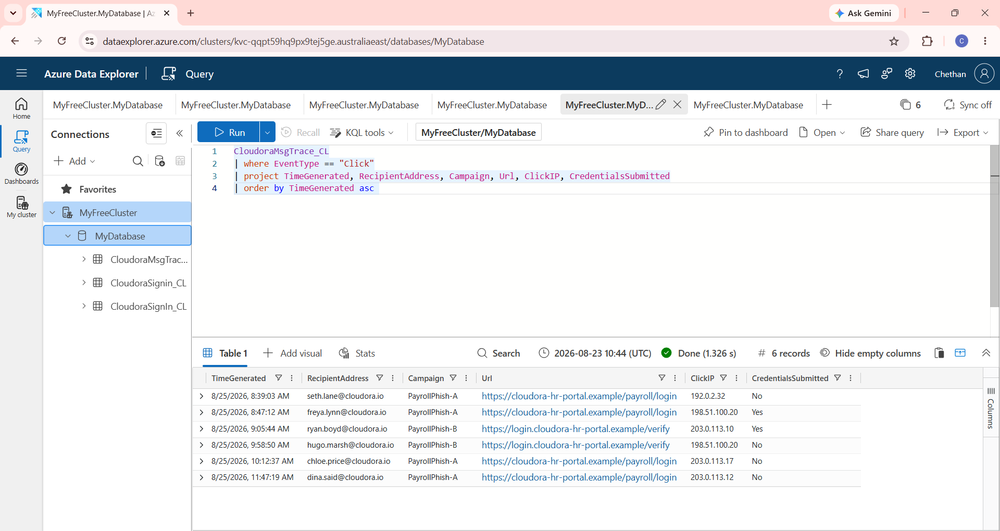 MyFreeCluster.MyDatabase | Az
Ask Gemini
dataexplorer.azure.com/clusters/kvc-qqpt59hq9px9tej5ge.australiaeast/databases/MyDatabase
C
Azure Data Explorer
Query
?
Chethan
Home
Query
Dashboards
My cluster
MyFreeCluster.MyDatabase
MyFreeCluster.MyDatabase
MyFreeCluster.MyDatabase
MyFreeCluster.MyDatabase
MyFreeCluster.MyD...
MyFreeCluster.MyDatabase
6
Sync off
Connections
Add
Favorites
MyFreeCluster
MyDatabase
CloudoraMsgTrac...
CloudoraSignin_CL
CloudoraSignIn_CL
Run
Recall
KQL tools
MyFreeCluster/MyDatabase
Pin to dashboard
Open
Share query
Export
1 CloudoraMsgTrace_CL
2 | where EventType == "Click"
3 | project TimeGenerated, RecipientAddress, Campaign, Url, ClickIP, CredentialsSubmitted
4 | order by TimeGenerated asc
Table 1
Add visual
Stats
Search
2026-08-23 10:44 (UTC)
Done (1.326 s)
# 6 records
Hide empty columns
TimeGenerated RecipientAddress Campaign Url ClickIP CredentialsSubmitted
8/25/2026, 8:39:03 AM seth.lane@cloudora.io PayrollPhish-A https://cloudora-hr-portal.example/payroll/login 192.0.2.32 No
8/25/2026, 8:47:12 AM freya.lynn@cloudora.io PayrollPhish-A https://cloudora-hr-portal.example/payroll/login 198.51.100.20 Yes
8/25/2026, 9:05:44 AM ryan.boyd@cloudora.io PayrollPhish-B https://login.cloudora-hr-portal.example/verify 203.0.113.10 Yes
8/25/2026, 9:58:50 AM hugo.marsh@cloudora.io PayrollPhish-B https://login.cloudora-hr-portal.example/verify 198.51.100.20 No
8/25/2026, 10:12:37 AM chloe.price@cloudora.io PayrollPhish-A https://cloudora-hr-portal.example/payroll/login 203.0.113.17 No
8/25/2026, 11:47:19 AM dina.said@cloudora.io PayrollPhish-A https://cloudora-hr-portal.example/payroll/login 203.0.113.12 No
Columns